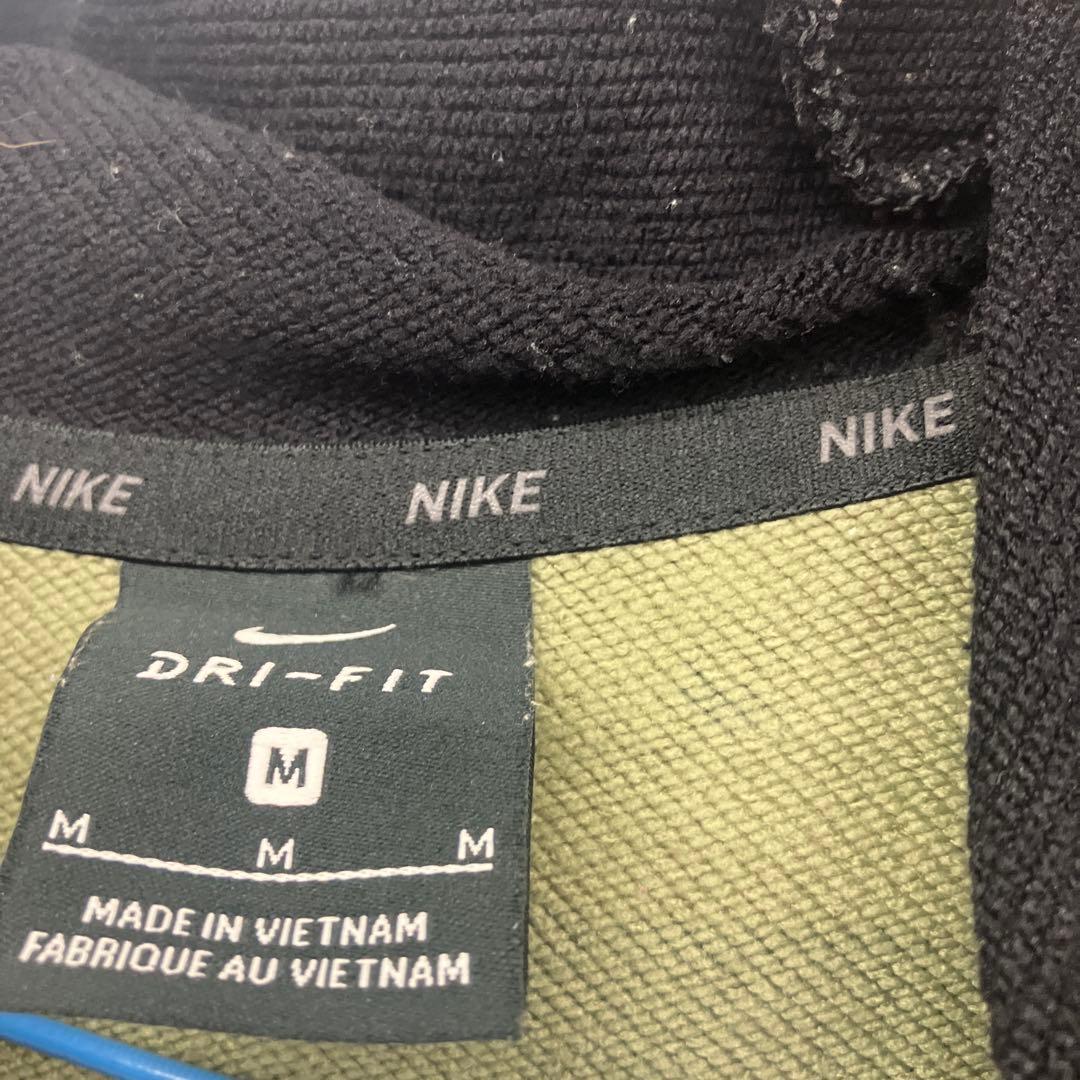 NIKE NIKE NIKE
DRI-FIT
M
M M M
MADE IN VIETNAM
FABRIQUE AU VIETNAM